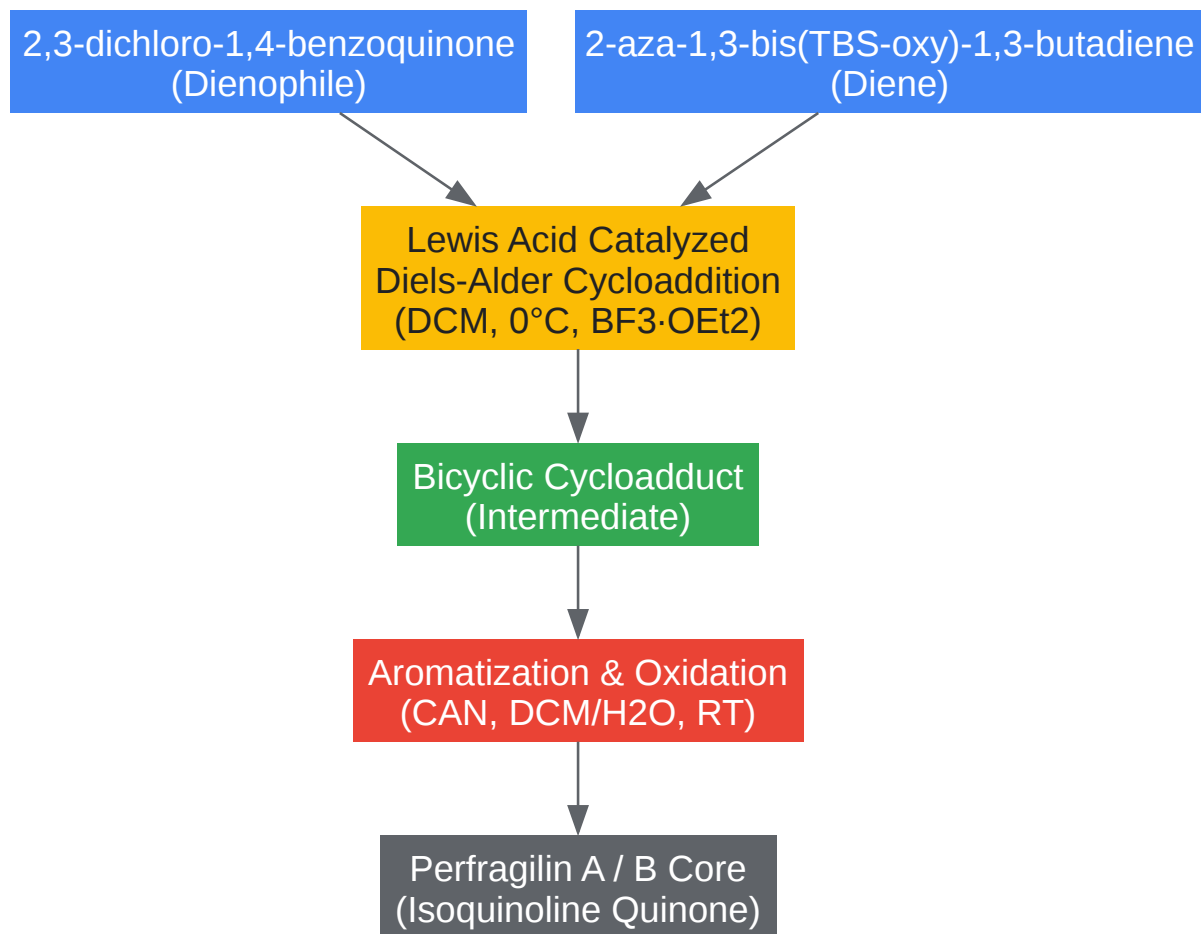 2,3-dichloro-1,4-benzoquinone
(Dienophile)
2-aza-1,3-bis(TBS-oxy)-1,3-butadiene
(Diene)
Lewis Acid Catalyzed
Diels-Alder Cycloaddition
(DCM, 0°C, BF3·OEt2)
Bicyclic Cycloadduct
(Intermediate)
Aromatization & Oxidation
(CAN, DCM/H2O, RT)
Perfragilin A / B Core
(Isoquinoline Quinone)